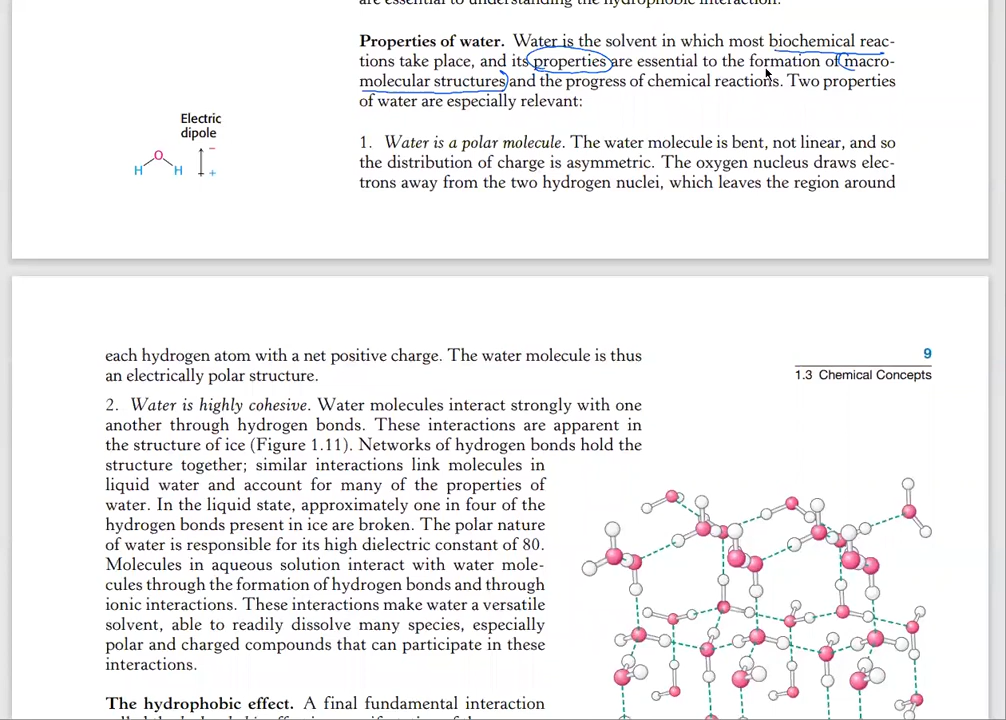 are essential to understanding the hydrophobic interaction.
Properties of water. Water is the solvent in which most biochemical reac-
tions take place, and its properties are essential to the formation of macro-
molecular structures and the progress of chemical reactions. Two properties
of water are especially relevant:
Electric
dipole
O
H H
−
+
1. Water is a polar molecule. The water molecule is bent, not linear, and so
the distribution of charge is asymmetric. The oxygen nucleus draws elec-
trons away from the two hydrogen nuclei, which leaves the region around
9
1.3 Chemical Concepts
each hydrogen atom with a net positive charge. The water molecule is thus
an electrically polar structure.
2. Water is highly cohesive. Water molecules interact strongly with one
another through hydrogen bonds. These interactions are apparent in
the structure of ice (Figure 1.11). Networks of hydrogen bonds hold the
structure together; similar interactions link molecules in
liquid water and account for many of the properties of
water. In the liquid state, approximately one in four of the
hydrogen bonds present in ice are broken. The polar nature
of water is responsible for its high dielectric constant of 80.
Molecules in aqueous solution interact with water mole-
cules through the formation of hydrogen bonds and through
ionic interactions. These interactions make water a versatile
solvent, able to readily dissolve many species, especially
polar and charged compounds that can participate in these
interactions.
The hydrophobic effect. A final fundamental interaction